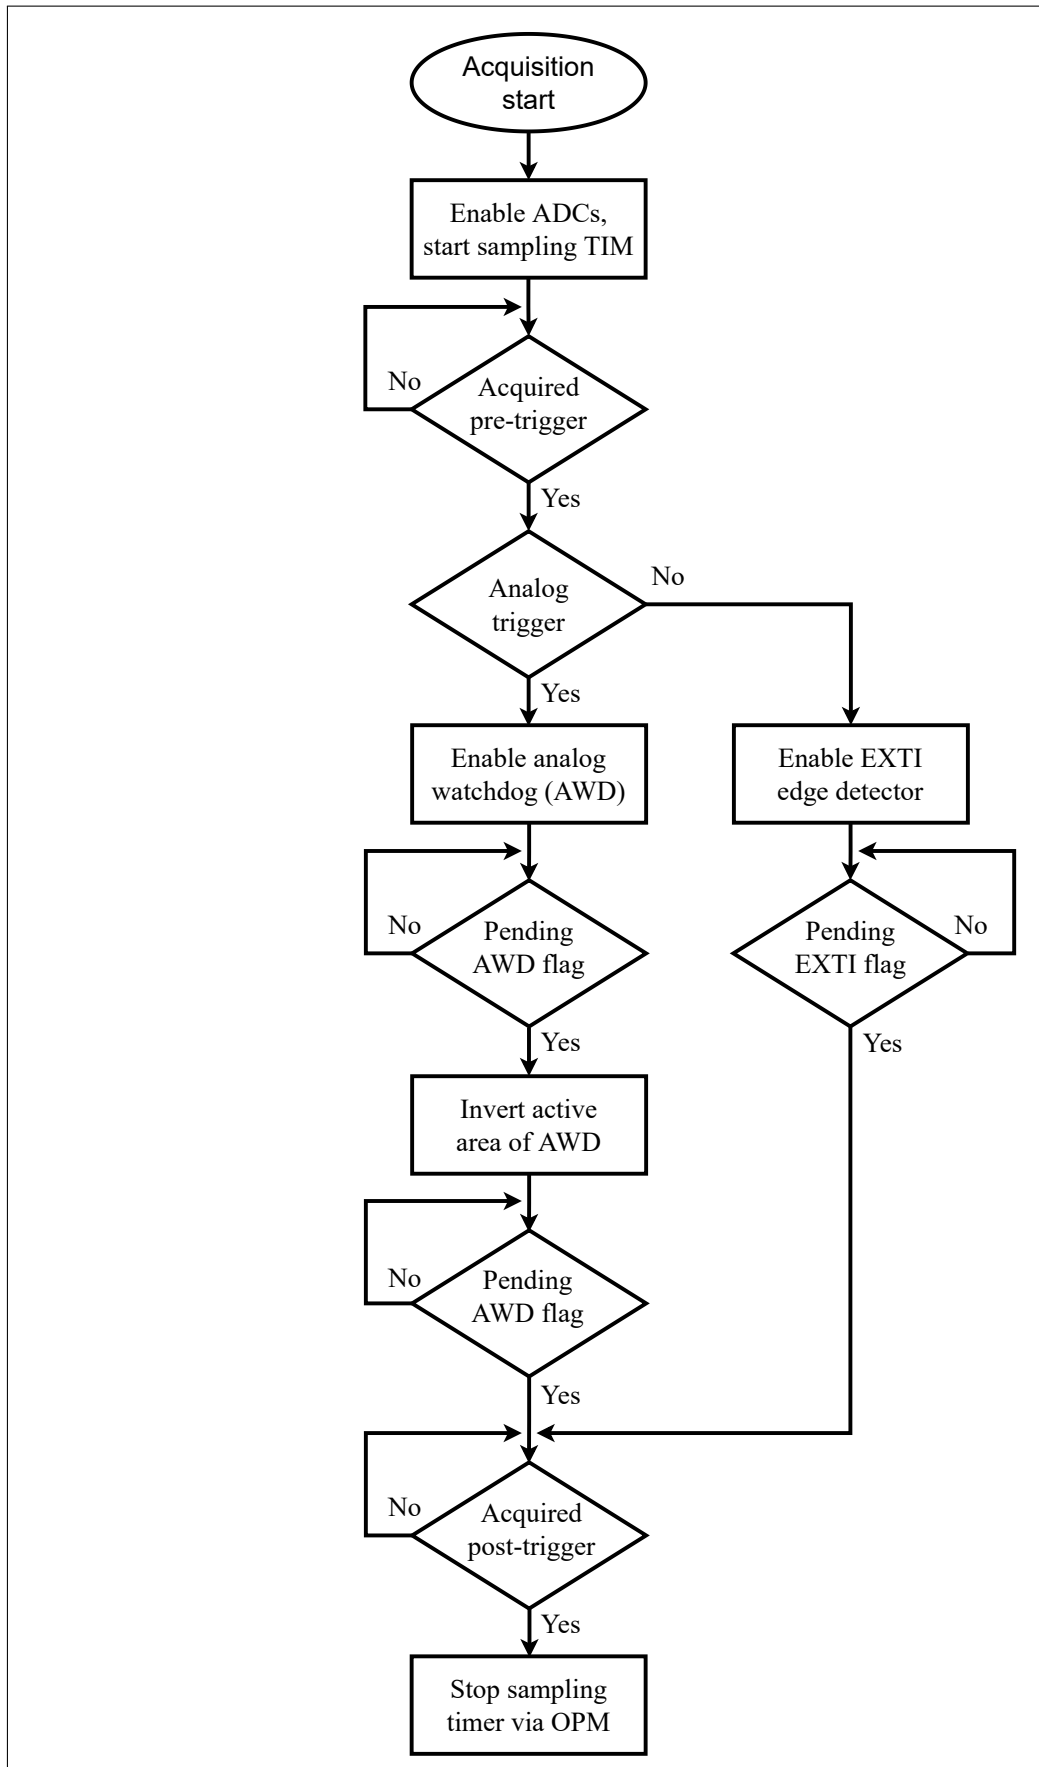 Acquisition
start
Enable ADCs,
start sampling TIM
No
Acquired
pre-trigger
Yes
Analog
trigger
No
Yes
Enable analog
watchdog (AWD)
Enable EXTI
edge detector
No
Pending
AWD flag
Pending
EXTI flag
No
Yes
Yes
Invert active
area of AWD
No
Pending
AWD flag
Yes
No
Acquired
post-trigger
Yes
Stop sampling
timer via OPM